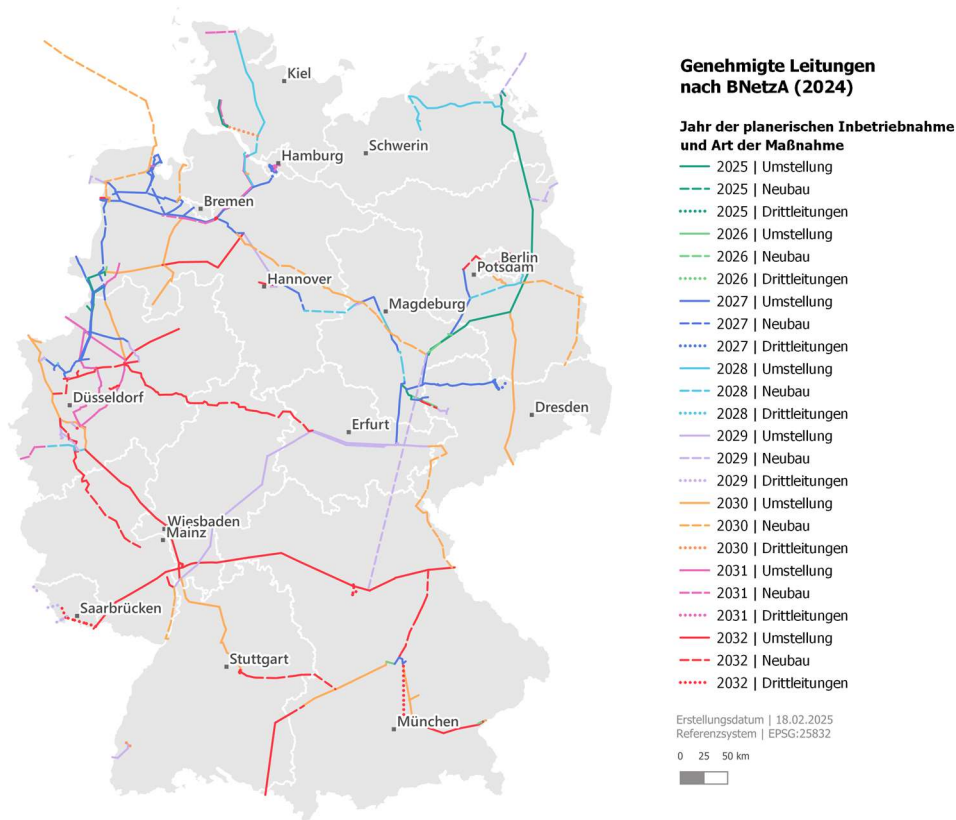 Kiel
Hamburg
Schwerin
Bremen
Berlin
Potsdam
Hannover
Magdeburg
Düsseldorf
Erfurt
Dresden
Wiesbaden
Mainz
Saarbrücken
Stuttgart
München
Genehmigte Leitungen
nach BNetzA (2024)
Jahr der planerischen Inbetriebnahme
und Art der Maßnahme
2025 | Umstellung
2025 | Neubau
2025 | Drittleitungen
2026 | Umstellung
2026 | Neubau
2026 | Drittleitungen
2027 | Umstellung
2027 | Neubau
2027 | Drittleitungen
2028 | Umstellung
2028 | Neubau
2028 | Drittleitungen
2029 | Umstellung
2029 | Neubau
2029 | Drittleitungen
2030 | Umstellung
2030 | Neubau
2030 | Drittleitungen
2031 | Umstellung
2031 | Neubau
2031 | Drittleitungen
2032 | Umstellung
2032 | Neubau
2032 | Drittleitungen
Erstellungsdatum | 18.02.2025
Referenzsystem | EPSG:25832
0 25 50 km